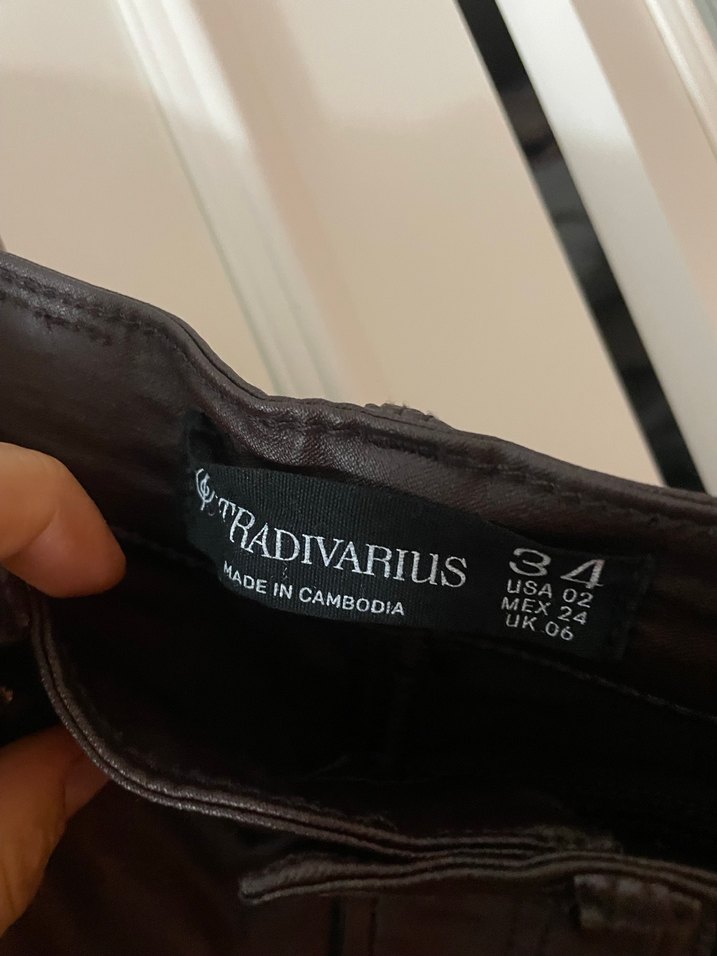 STRADIVARIUS
MADE IN CAMBODIA
34
USA 02
MEX 24
UK 06